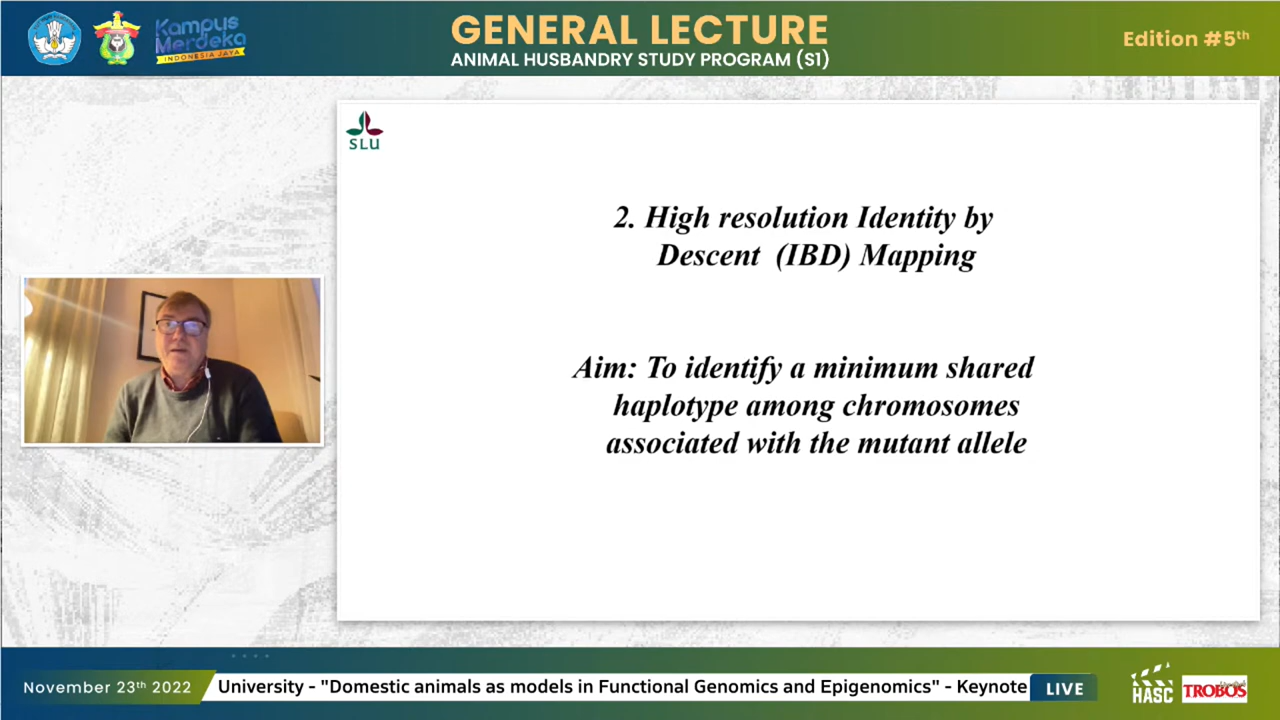 Kampus
Merdeka
INDONESIA JAYA
GENERAL LECTURE
ANIMAL HUSBANDRY STUDY PROGRAM (S1)
Edition #5th
SLU
2. High resolution Identity by
Descent (IBD) Mapping
Aim: To identify a minimum shared
haplotype among chromosomes
associated with the mutant allele
November 23th 2022
University - "Domestic animals as models in Functional Genomics and Epigenomics" - Keynote
LIVE
HASC
TROBOS